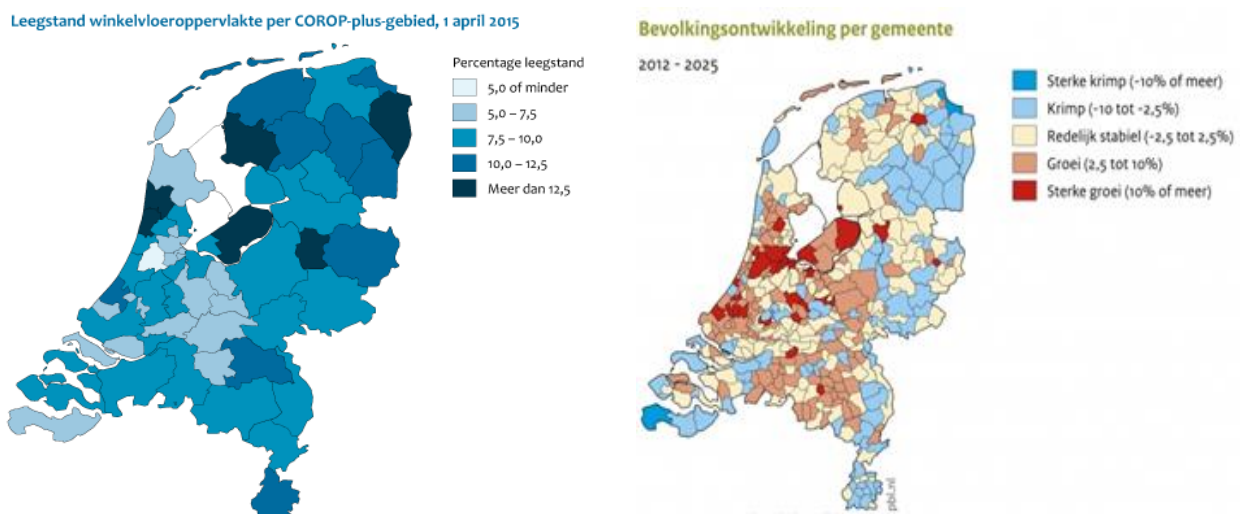 Leegstand winkelvloeroppervlakte per COROP-plus-gebied, 1 april 2015
Percentage leegstand
5,0 of minder
5,0 – 7,5
7,5 – 10,0
10,0 – 12,5
Meer dan 12,5
Bevolkingsontwikkeling per gemeente
2012 - 2025
Sterke krimp (-10% of meer)
Krimp (-10 tot -2,5%)
Redelijk stabiel (-2,5 tot 2,5%)
Groei (2,5 tot 10%)
Sterke groei (10% of meer)
pbl.nl